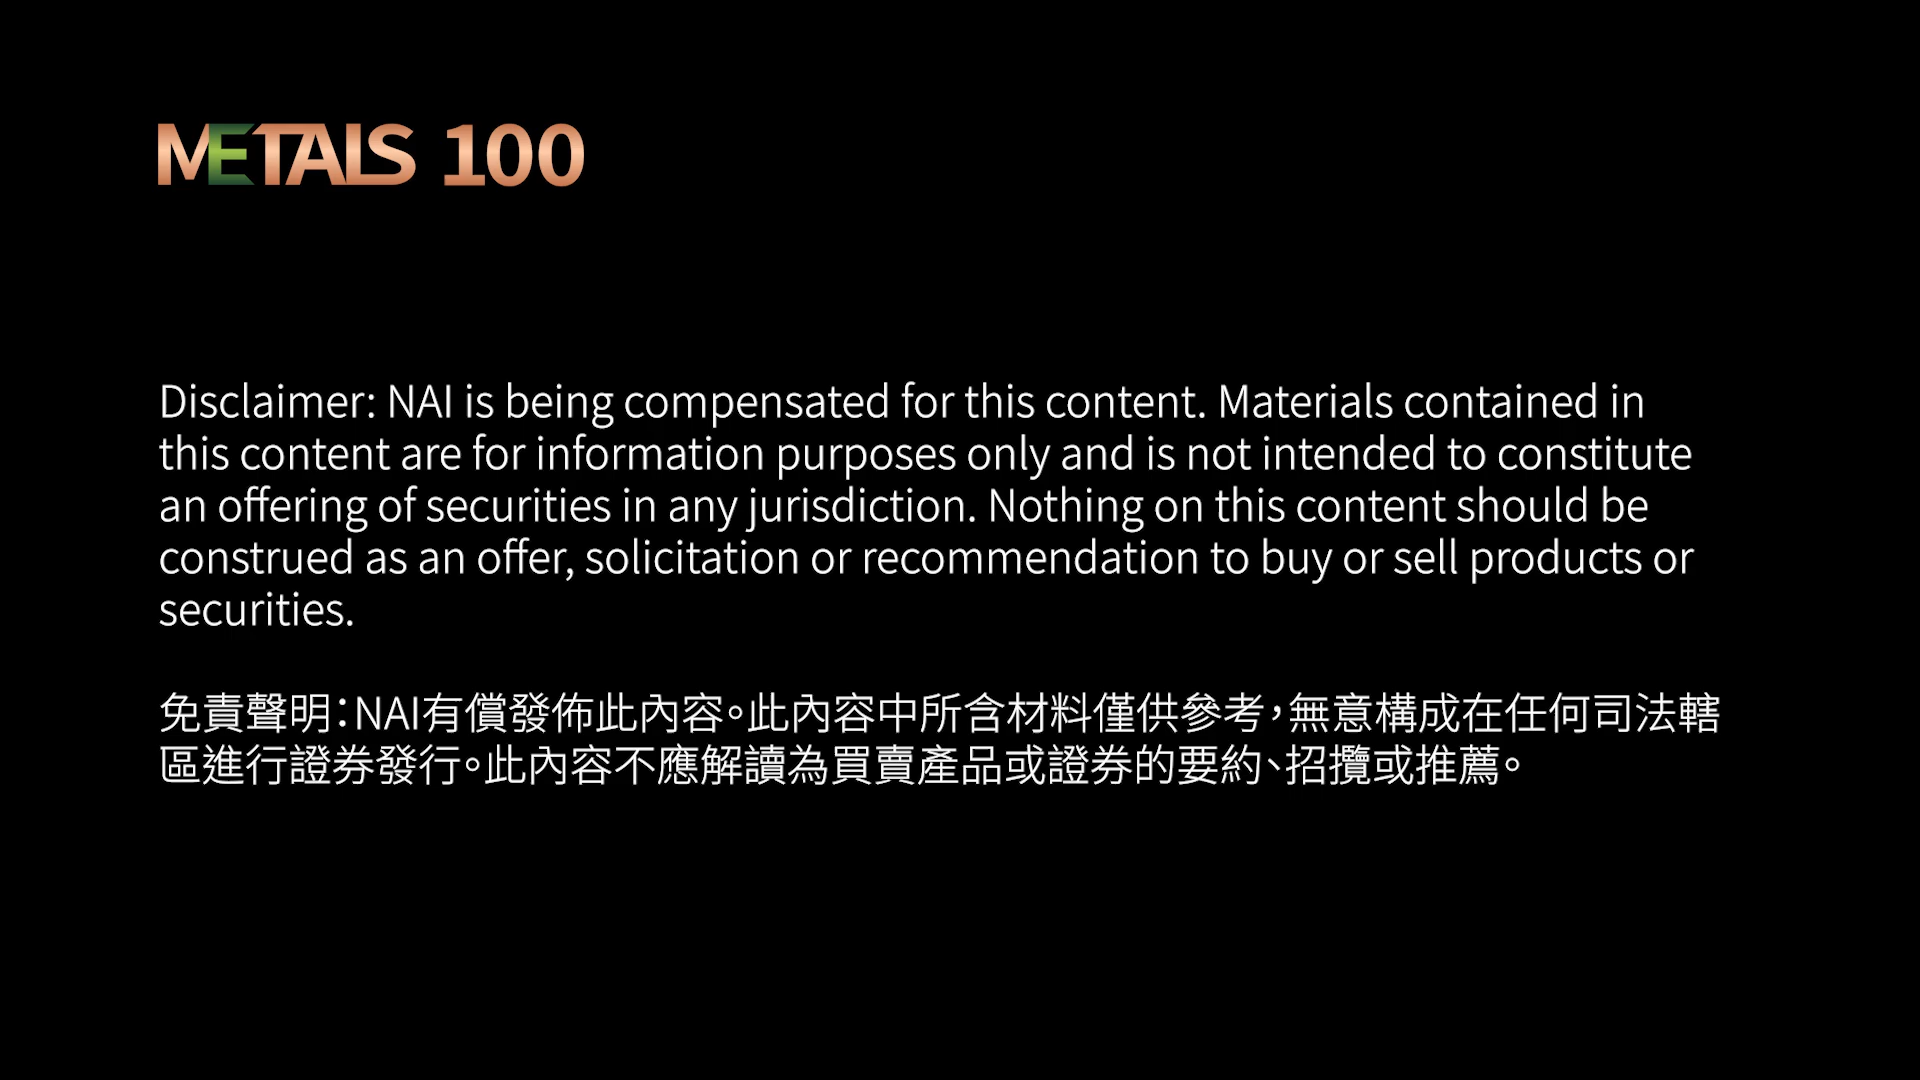 METALS 100
Disclaimer: NAI is being compensated for this content. Materials contained in
this content are for information purposes only and is not intended to constitute
an offering of securities in any jurisdiction. Nothing on this content should be
construed as an offer, solicitation or recommendation to buy or sell products or
securities.
免責聲明：NAI有償發佈此內容。此內容中所含材料僅供參考，無意構成在任何司法轄
區進行證券發行。此內容不應解讀為買賣產品或證券的要約、招攬或推薦。